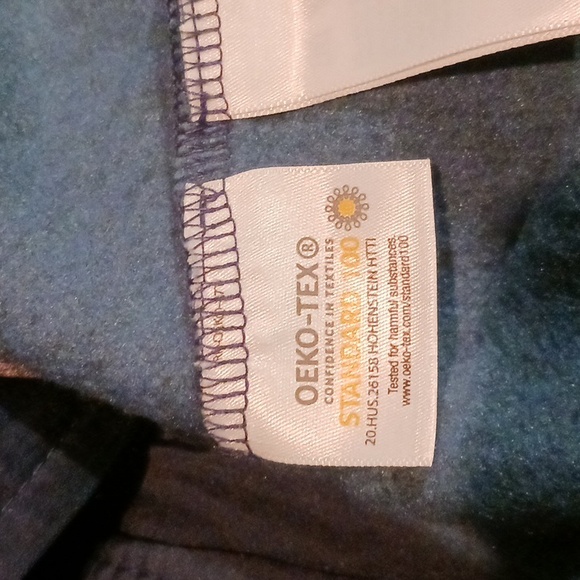 OEKO-TEX®
CONFIDENCE IN TEXTILES
STANDARD 100
20.HUS.26158 HOHENSTEIN HTTI
Tested for harmful substances
www.oeko-tex.com/standard100